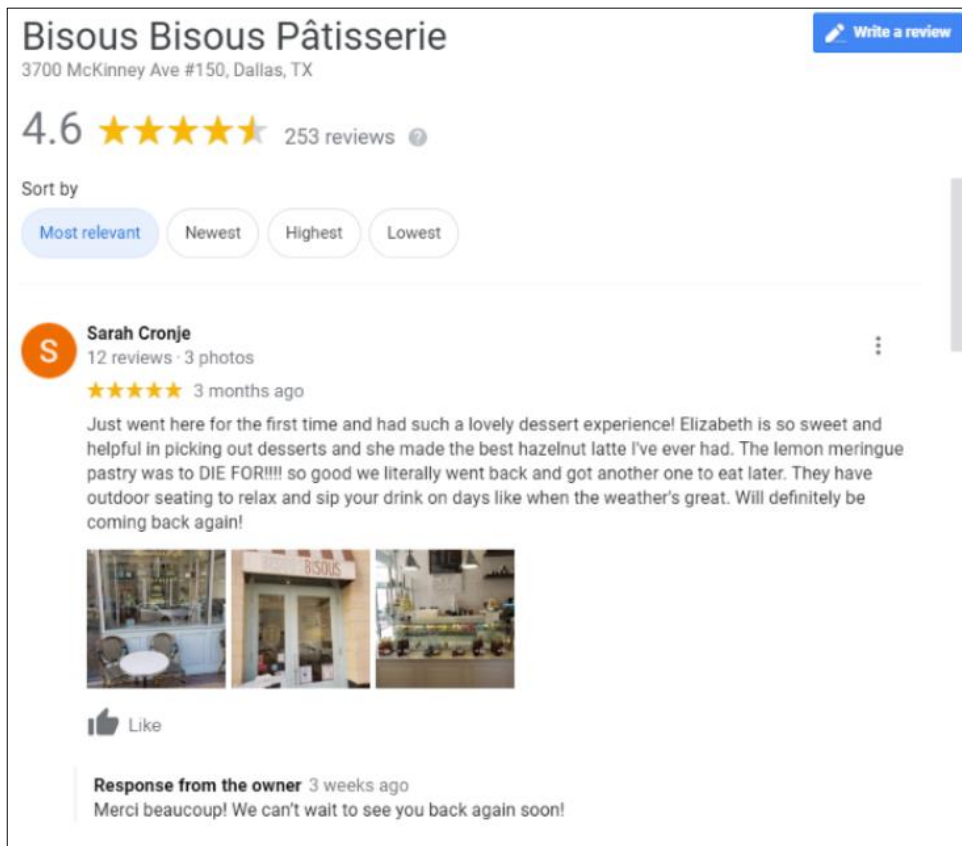 Bisous Bisous Pâtisserie
Write a review
3700 McKinney Ave #150, Dallas, TX
4.6
253 reviews
?
Sort by
Most relevant
Newest
Highest
Lowest
S
Sarah Cronje
12 reviews · 3 photos
3 months ago
Just went here for the first time and had such a lovely dessert experience! Elizabeth is so sweet and
helpful in picking out desserts and she made the best hazelnut latte I've ever had. The lemon meringue
pastry was to DIE FOR!!!! so good we literally went back and got another one to eat later. They have
outdoor seating to relax and sip your drink on days like when the weather's great. Will definitely be
coming back again!
BISOUS
Like
Response from the owner 3 weeks ago
Merci beaucoup! We can't wait to see you back again soon!